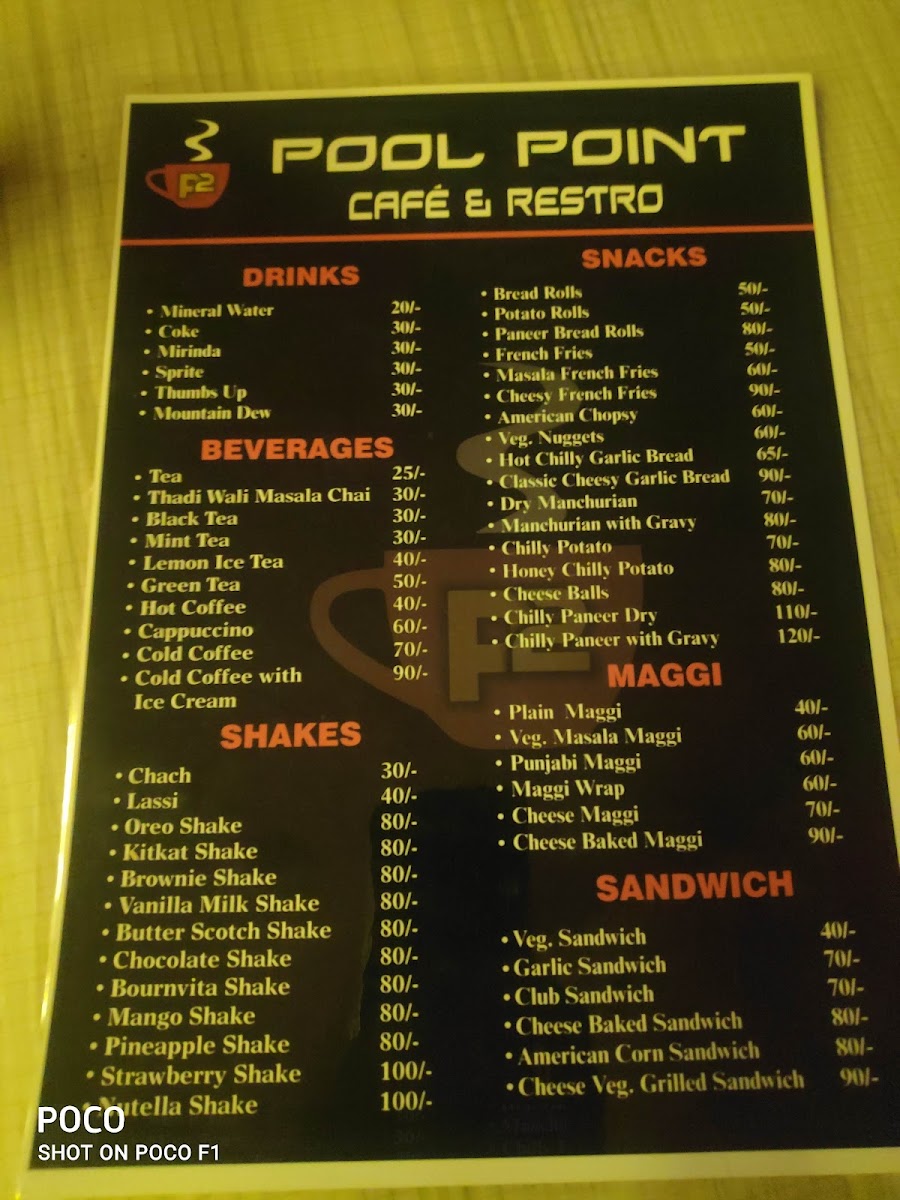 P2
POOL POINT
CAFÉ & RESTRO
DRINKS
• Mineral Water 20/-
• Coke 30/-
• Mirinda 30/-
• Sprite 30/-
• Thumbs Up 30/-
• Mountain Dew 30/-
BEVERAGES
• Tea 25/-
• Thadi Wali Masala Chai 30/-
• Black Tea 30/-
• Mint Tea 30/-
• Lemon Ice Tea 40/-
• Green Tea 50/-
• Hot Coffee 40/-
• Cappuccino 60/-
• Cold Coffee 70/-
• Cold Coffee with 90/-
Ice Cream
SHAKES
• Chach 30/-
• Lassi 40/-
• Oreo Shake 80/-
• Kitkat Shake 80/-
• Brownie Shake 80/-
• Vanilla Milk Shake 80/-
• Butter Scotch Shake 80/-
• Chocolate Shake 80/-
• Bournvita Shake 80/-
• Mango Shake 80/-
• Pineapple Shake 80/-
• Strawberry Shake 100/-
• Nutella Shake 100/-
SNACKS
• Bread Rolls 50/-
• Potato Rolls 50/-
• Paneer Bread Rolls 80/-
• French Fries 50/-
• Masala French Fries 60/-
• Cheesy French Fries 90/-
• American Chopsy 60/-
• Veg. Nuggets 60/-
• Hot Chilly Garlic Bread 65/-
• Classic Cheesy Garlic Bread 90/-
• Dry Manchurian 70/-
• Manchurian with Gravy 80/-
• Chilly Potato 70/-
• Honey Chilly Potato 80/-
• Cheese Balls 80/-
• Chilly Paneer Dry 110/-
• Chilly Paneer with Gravy 120/-
P2
MAGGI
• Plain Maggi 40/-
• Veg. Masala Maggi 60/-
• Punjabi Maggi 60/-
• Maggi Wrap 60/-
• Cheese Maggi 70/-
• Cheese Baked Maggi 90/-
SANDWICH
• Veg. Sandwich 40/-
• Garlic Sandwich 70/-
• Club Sandwich 70/-
• Cheese Baked Sandwich 80/-
• American Corn Sandwich 80/-
• Cheese Veg. Grilled Sandwich 90/-
POCO
SHOT ON POCO F1